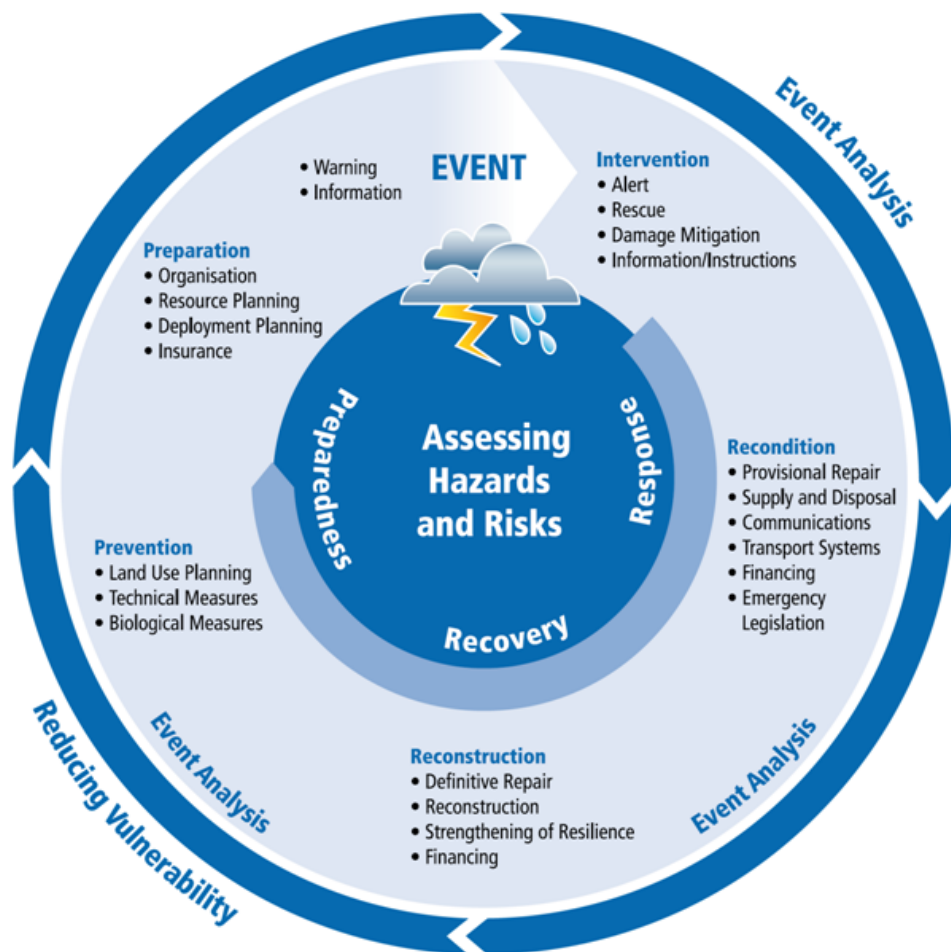 Event Analysis
EVENT
• Warning
• Information
Intervention
• Alert
• Rescue
• Damage Mitigation
• Information/Instructions
Preparation
• Organisation
• Resource Planning
• Deployment Planning
• Insurance
Preparedness
Assessing
Hazards
and Risks
Response
Recovery
Recondition
• Provisional Repair
• Supply and Disposal
• Communications
• Transport Systems
• Financing
• Emergency
Legislation
Prevention
• Land Use Planning
• Technical Measures
• Biological Measures
Event Analysis
Reconstruction
• Definitive Repair
• Reconstruction
• Strengthening of Resilience
• Financing
Event Analysis
Reducing Vulnerability